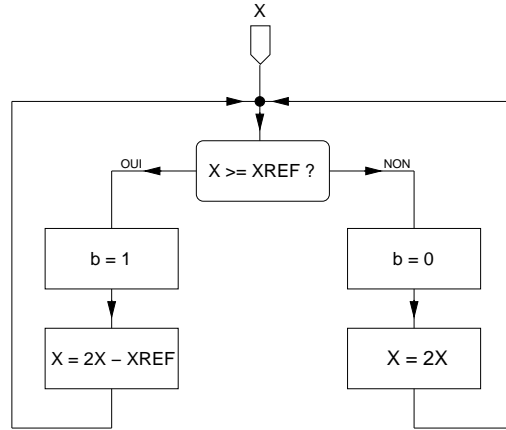 X
X >= XREF ?
OUI
NON
b = 1
b = 0
X = 2X – XREF
X = 2X